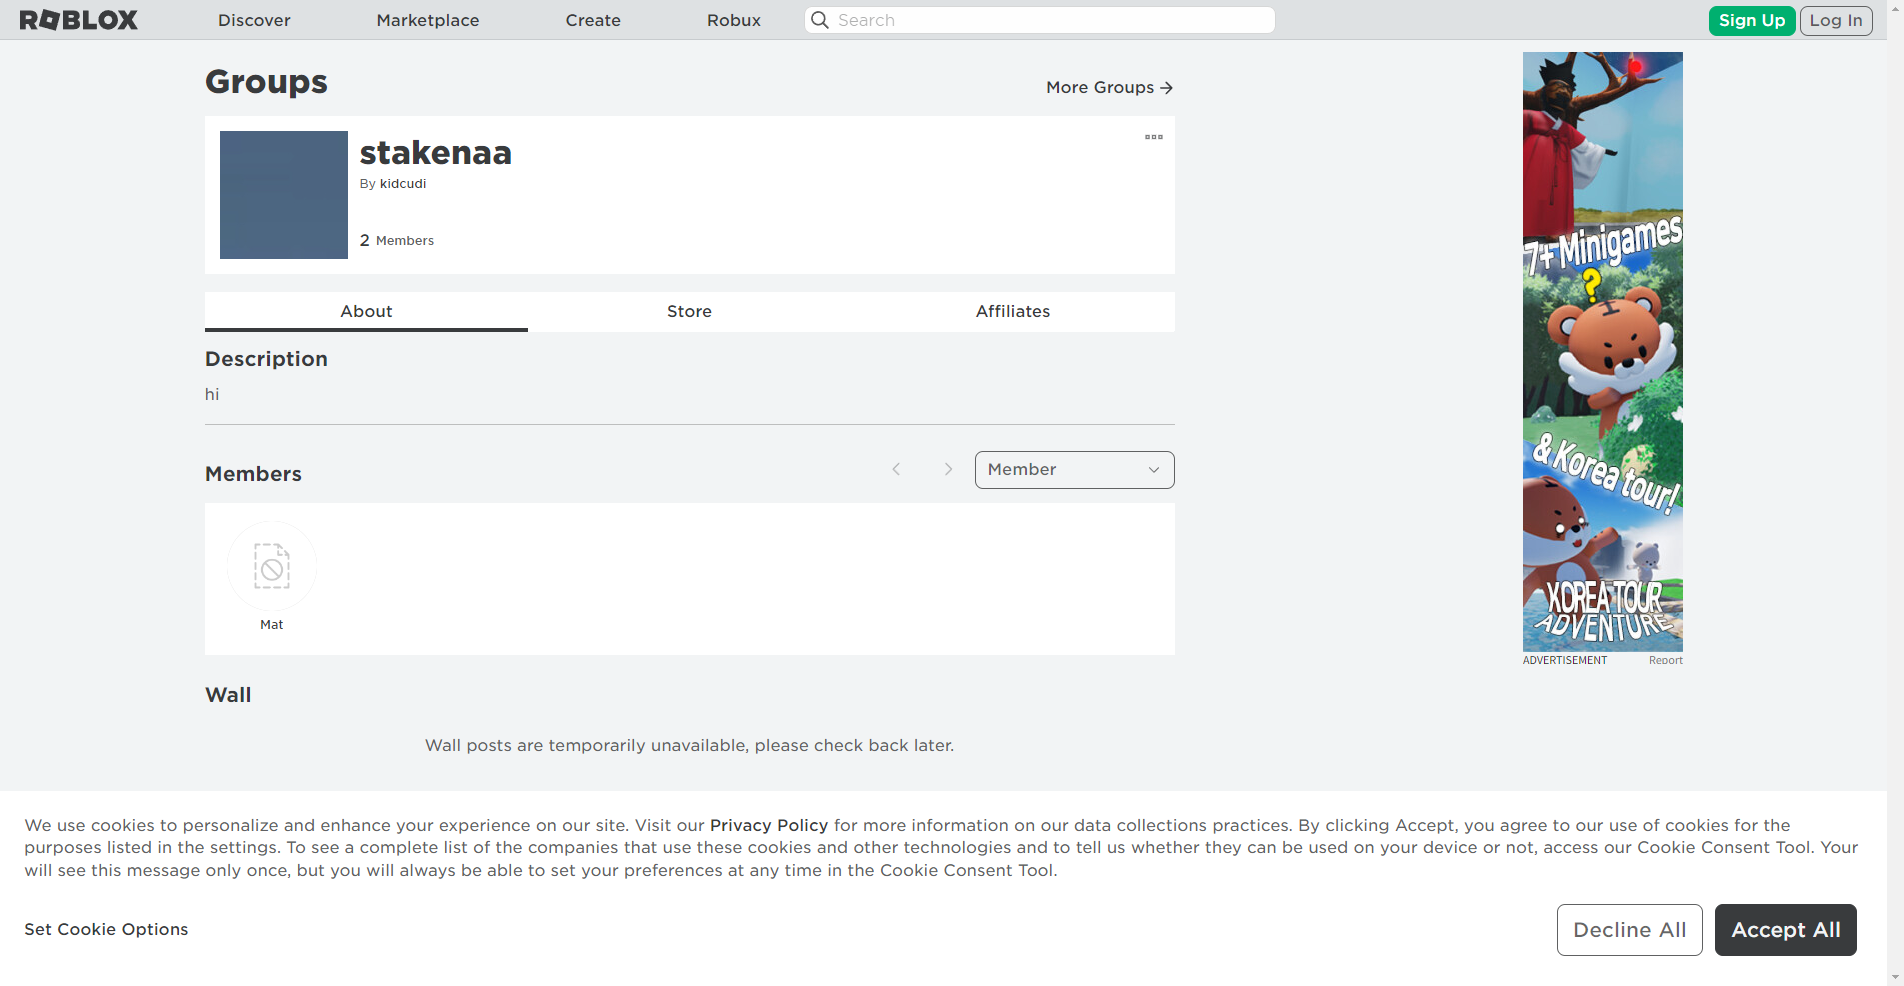 ROBLOX
Discover
Marketplace
Create
Robux
Search
Sign Up
Log In
Groups
More Groups
stakenaa
By kidcudi
2 Members
About
Store
Affiliates
Description
hi
Members
Member
Mat
Wall
Wall posts are temporarily unavailable, please check back later.
7+ Minigames
?
& Korea tour!
KOREA TOUR
ADVENTURE
ADVERTISEMENT
Report
We use cookies to personalize and enhance your experience on our site. Visit our Privacy Policy for more information on our data collections practices. By clicking Accept, you agree to our use of cookies for the
purposes listed in the settings. To see a complete list of the companies that use these cookies and other technologies and to tell us whether they can be used on your device or not, access our Cookie Consent Tool. Your
will see this message only once, but you will always be able to set your preferences at any time in the Cookie Consent Tool.
Set Cookie Options
Decline All
Accept All